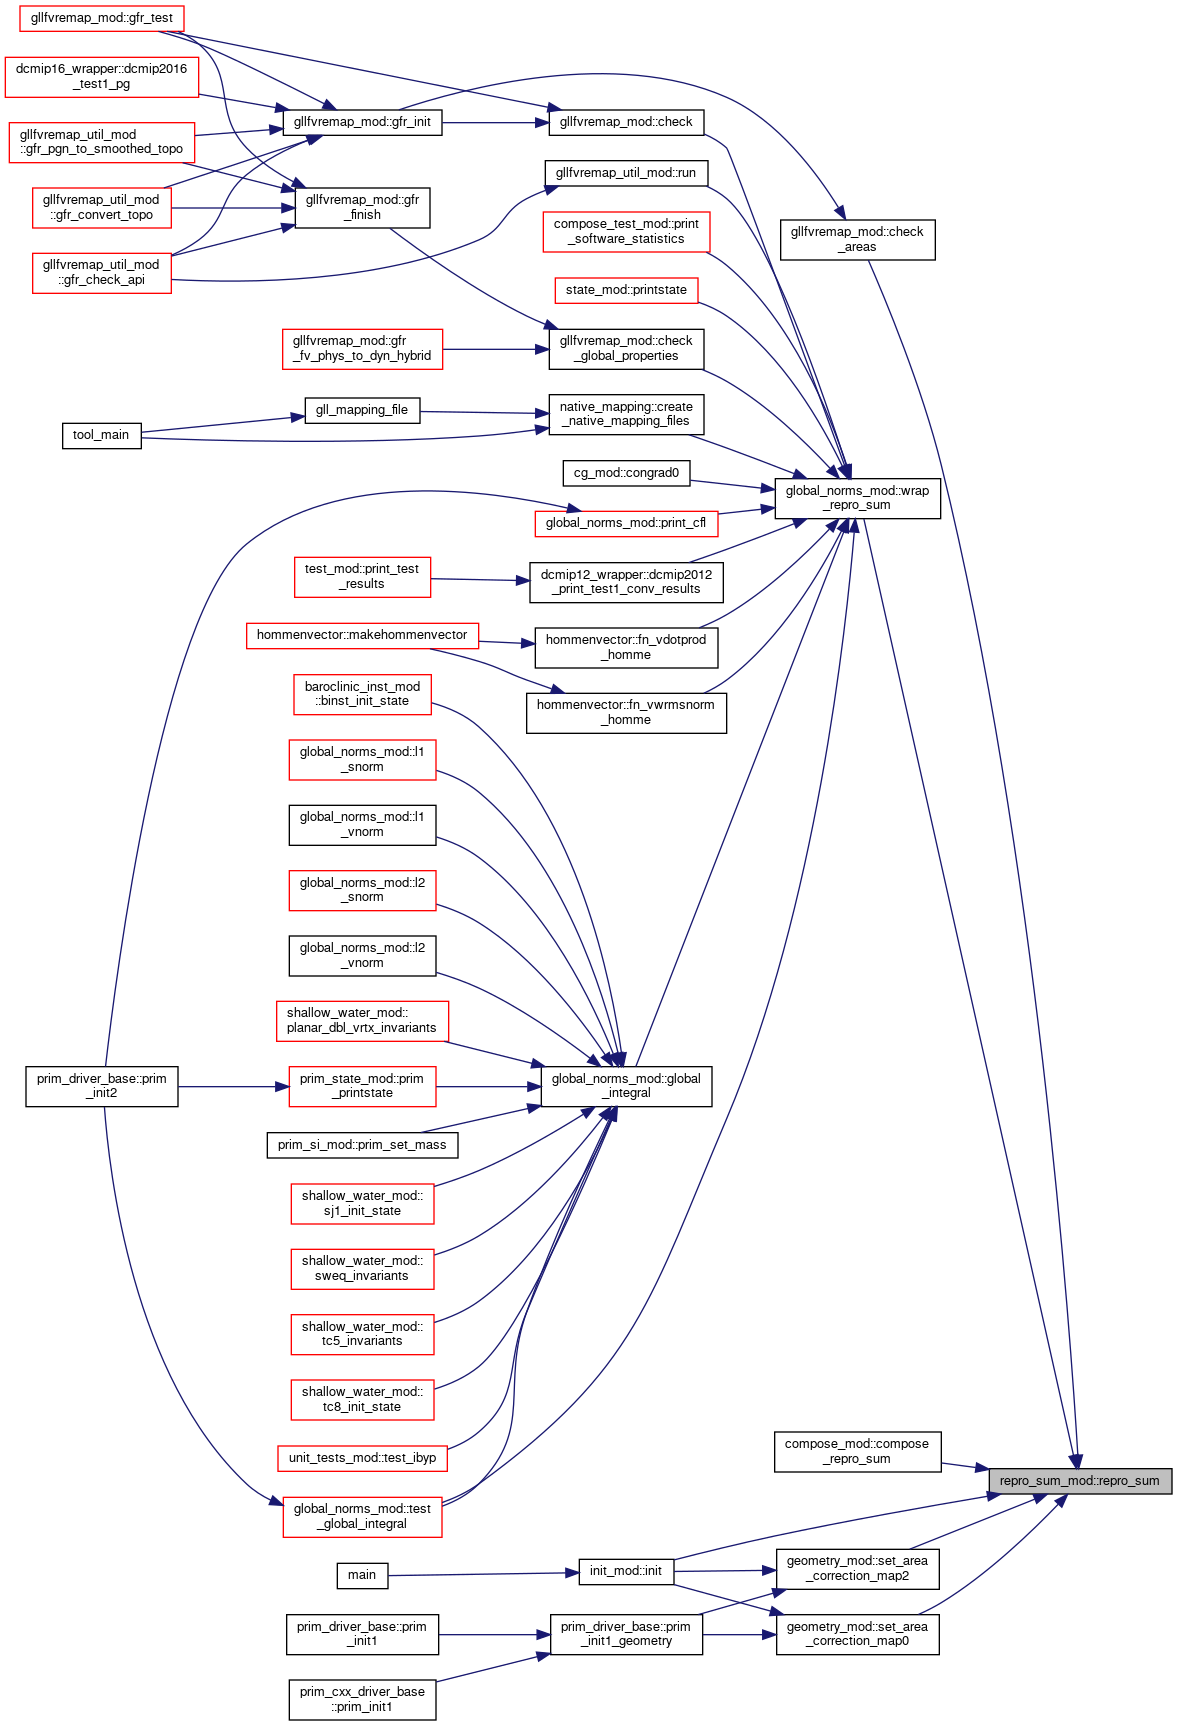 gllfvremap_mod::gfr_test
dcmip16_wrapper::dcmip2016
_test1_pg
gllfvremap_mod::gfr_init
gllfvremap_mod::check
gllfvremap_util_mod
::gfr_pgn_to_smoothed_topo
gllfvremap_util_mod::run
gllfvremap_util_mod
::gfr_convert_topo
gllfvremap_mod::gfr
_finish
compose_test_mod::print
_software_statistics
gllfvremap_mod::check
_areas
gllfvremap_util_mod
::gfr_check_api
state_mod::printstate
gllfvremap_mod::gfr
_fv_phys_to_dyn_hybrid
gllfvremap_mod::check
_global_properties
gll_mapping_file
native_mapping::create
_native_mapping_files
tool_main
cg_mod::congrad0
global_norms_mod::wrap
_repro_sum
global_norms_mod::print_cfl
test_mod::print_test
_results
dcmip12_wrapper::dcmip2012
_print_test1_conv_results
hommenvector::makehommenvector
hommenvector::fn_vdotprod
_homme
baroclinic_inst_mod
::binst_init_state
hommenvector::fn_vwrmsnorm
_homme
global_norms_mod::l1
_snorm
global_norms_mod::l1
_vnorm
global_norms_mod::l2
_snorm
global_norms_mod::l2
_vnorm
shallow_water_mod::
planar_dbl_vrtx_invariants
prim_driver_base::prim
_init2
prim_state_mod::prim
_printstate
global_norms_mod::global
_integral
prim_si_mod::prim_set_mass
shallow_water_mod::
sj1_init_state
shallow_water_mod::
sweq_invariants
shallow_water_mod::
tc5_invariants
shallow_water_mod::
tc8_init_state
unit_tests_mod::test_ibyp
compose_mod::compose
_repro_sum
repro_sum_mod::repro_sum
global_norms_mod::test
_global_integral
main
init_mod::init
geometry_mod::set_area
_correction_map2
prim_driver_base::prim
_init1
prim_driver_base::prim
_init1_geometry
geometry_mod::set_area
_correction_map0
prim_cxx_driver_base
::prim_init1